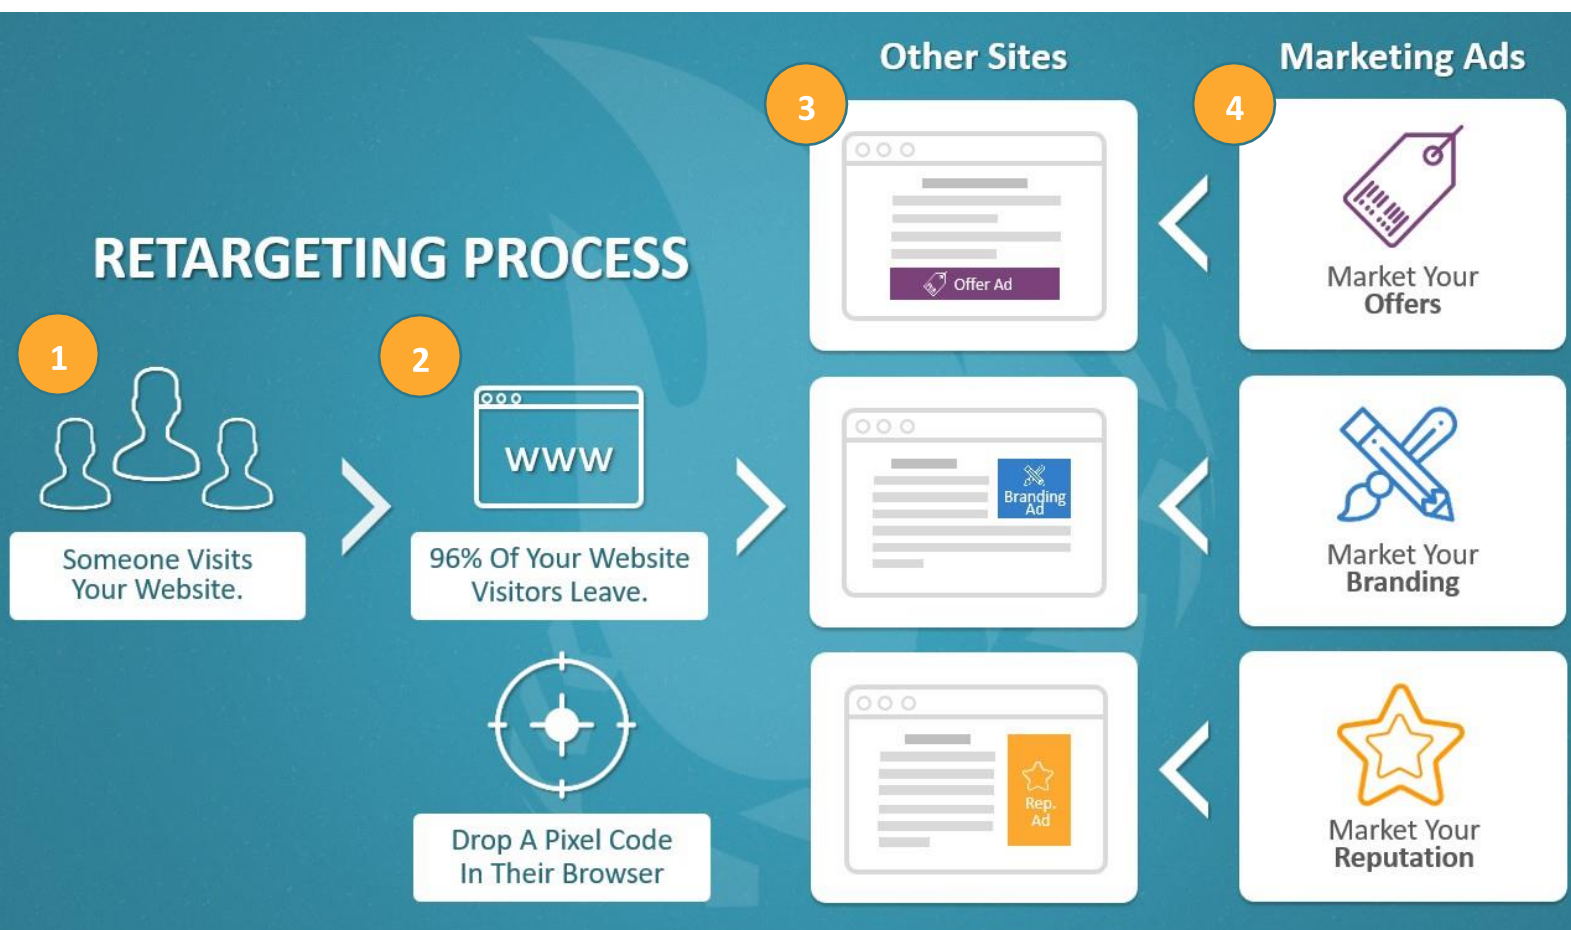 RETARGETING PROCESS
1
Someone Visits
Your Website.
2
www
96% Of Your Website
Visitors Leave.
Drop A Pixel Code
In Their Browser
Other Sites
3
Offer Ad
Branding
Ad
Rep.
Ad
Marketing Ads
4
Market Your
Offers
Market Your
Branding
Market Your
Reputation